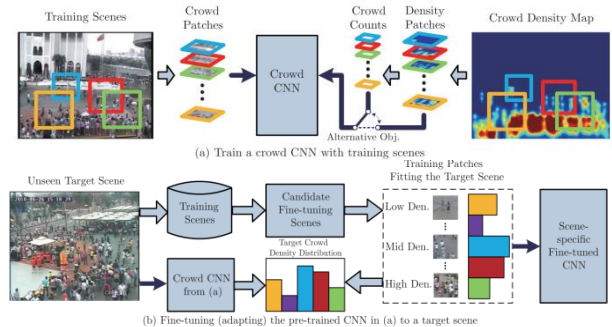 Training Scenes
Crowd
Patches
Crowd
Counts
Density
Patches
Crowd Density Map
Crowd
CNN
Alternative Obj.
(a) Train a crowd CNN with training scenes
Unseen Target Scene
Training
Scenes
Candidate
Fine-tuning
Scenes
Training Patches
Fitting the Target Scene
Low Den.
Mid Den.
High Den.
Scene-
specific
Fine-tuned
CNN
Crowd CNN
from (a)
Target Crowd
Density Distribution
(b) Fine-tuning (adapting) the pre-trained CNN in (a) to a target scene